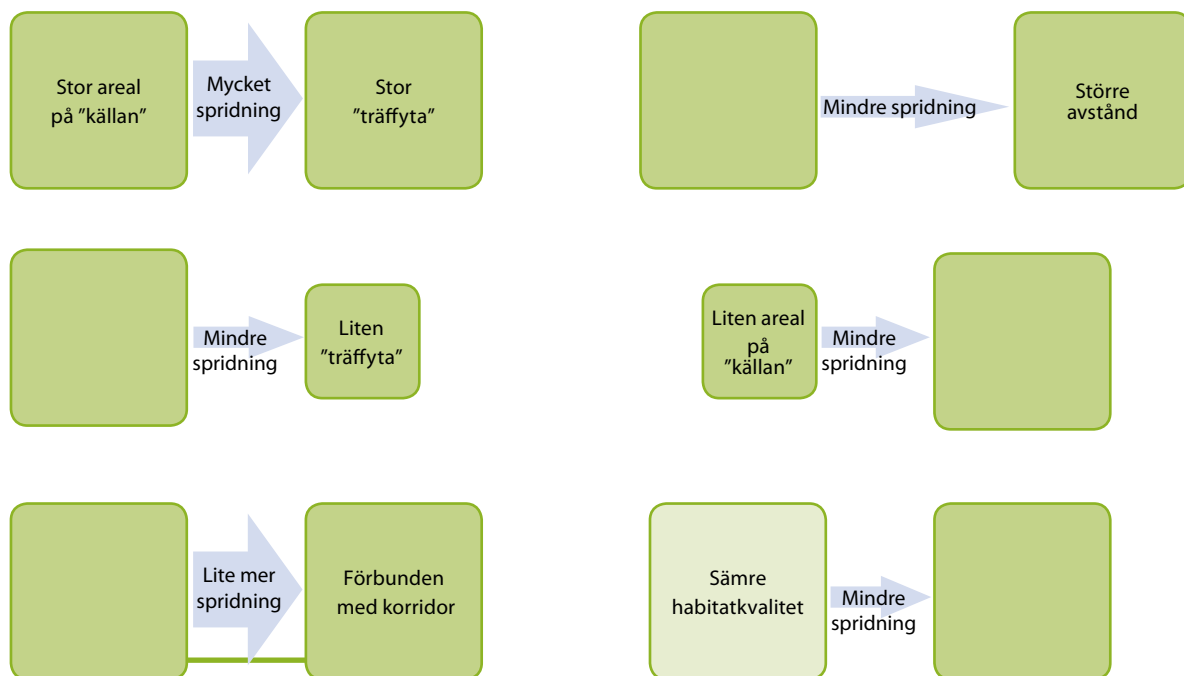 Stor areal
på ”källan”
Mycket
spridning
Stor
”träffyta”
Mindre spridning
Större
avstånd
Mindre
spridning
Liten
”träffyta”
Liten areal
på
”källan”
Mindre
spridning
Lite mer
spridning
Förbunden
med korridor
Sämre
habitatkvalitet
Mindre
spridning